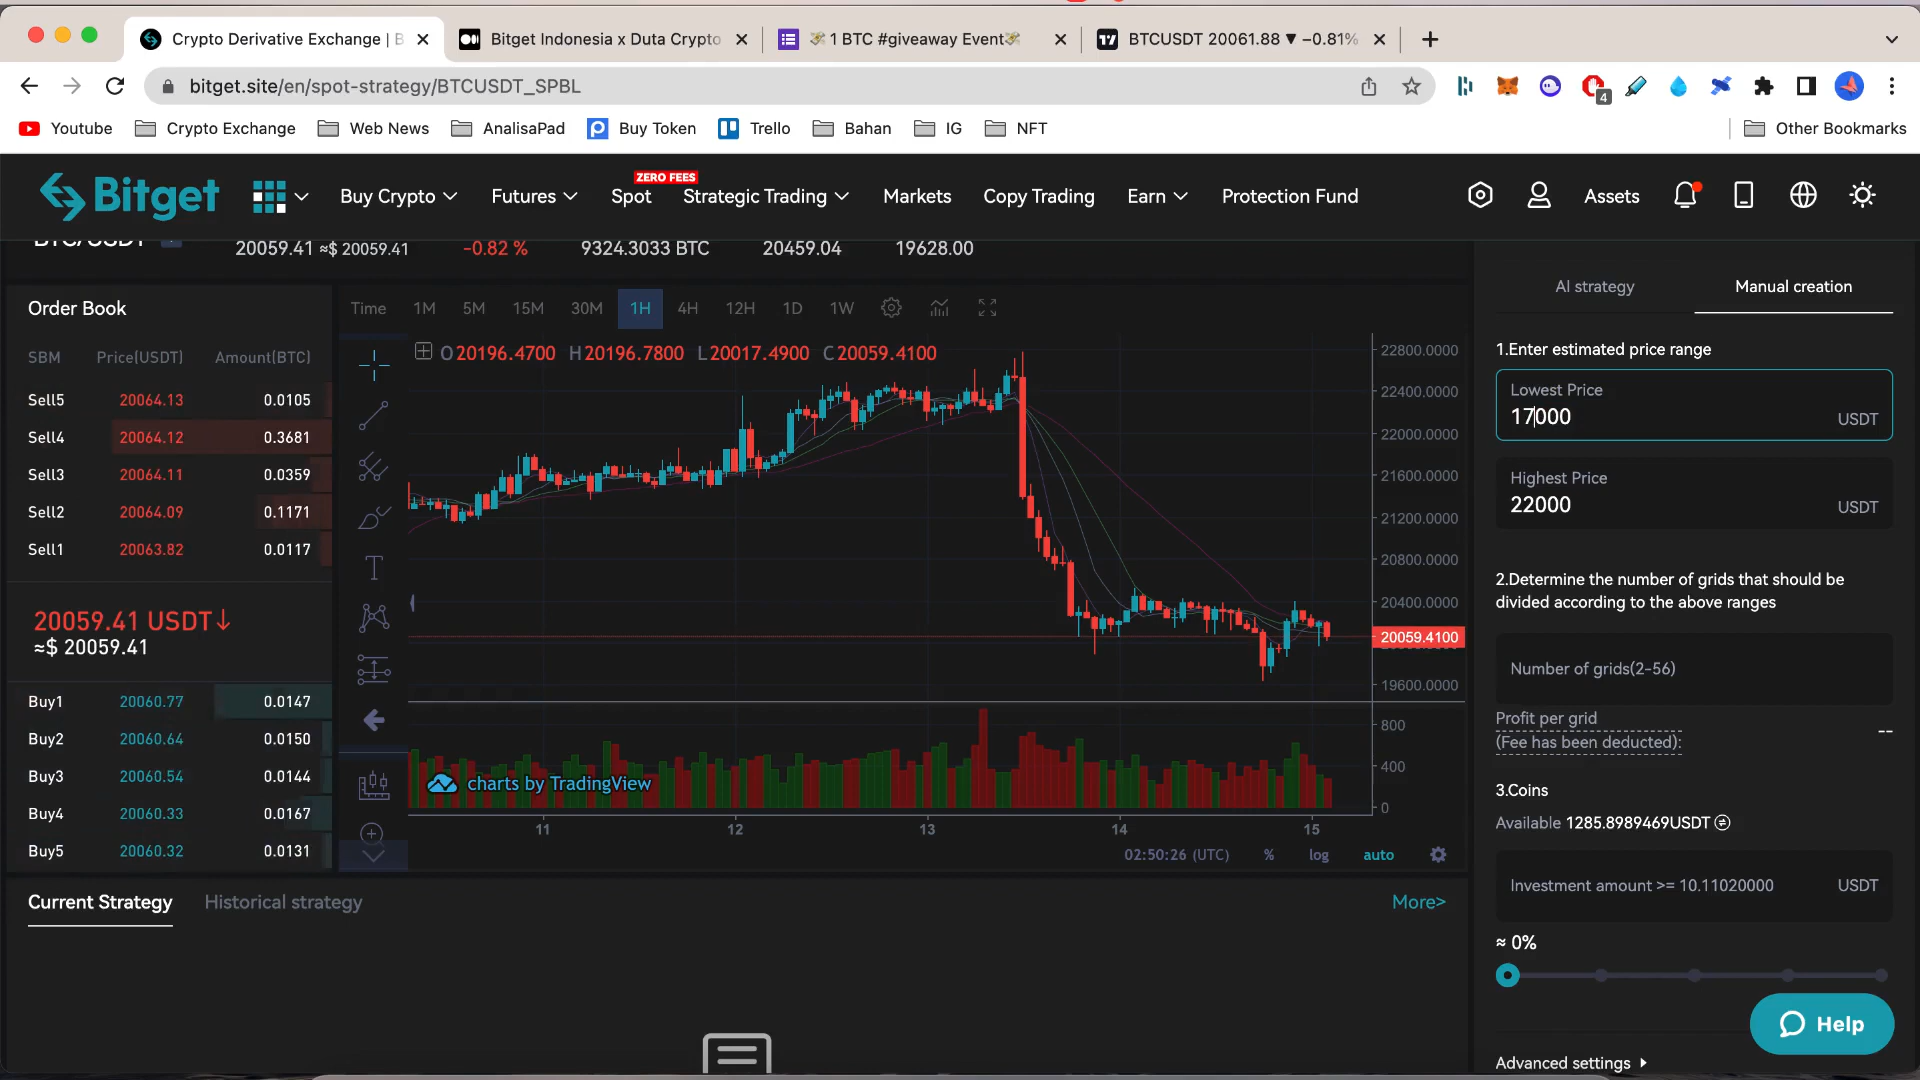 Crypto Derivative Exchange | B
Bitget Indonesia x Duta Crypto
💸 1 BTC #giveaway Event💸
BTCUSDT 20061.88 ▼ −0.81%
bitget.site/en/spot-strategy/BTCUSDT_SPBL
4
Youtube
Crypto Exchange
Web News
AnalisaPad
Buy Token
Trello
Bahan
IG
NFT
Other Bookmarks
Bitget
Buy Crypto
Futures
Spot
ZERO FEES
Strategic Trading
Markets
Copy Trading
Earn
Protection Fund
Assets
BTC/USDT
20059.41 ≈$ 20059.41
-0.82 %
9324.3033 BTC
20459.04
19628.00
Order Book
SBM Price(USDT) Amount(BTC)
Sell5 20064.13 0.0105
Sell4 20064.12 0.3681
Sell3 20064.11 0.0359
Sell2 20064.09 0.1171
Sell1 20063.82 0.0117
20059.41 USDT↓
≈$ 20059.41
Buy1 20060.77 0.0147
Buy2 20060.64 0.0150
Buy3 20060.54 0.0144
Buy4 20060.33 0.0167
Buy5 20060.32 0.0131
Time 1M 5M 15M 30M 1H 4H 12H 1D 1W
O20196.4700 H20196.7800 L20017.4900 C20059.4100
22800.0000
22400.0000
22000.0000
21600.0000
21200.0000
20800.0000
20400.0000
20059.4100
19600.0000
800
400
0
charts by TradingView
11 12 13 14 15
02:50:26 (UTC) % log auto
Current Strategy
Historical strategy
More>
AI strategy
Manual creation
1.Enter estimated price range
Lowest Price
17000 USDT
Highest Price
22000 USDT
2.Determine the number of grids that should be
divided according to the above ranges
Number of grids(2-56)
Profit per grid
(Fee has been deducted):
--
3.Coins
Available 1285.8989469USDT
Investment amount >= 10.11020000 USDT
≈ 0%
Help
Advanced settings